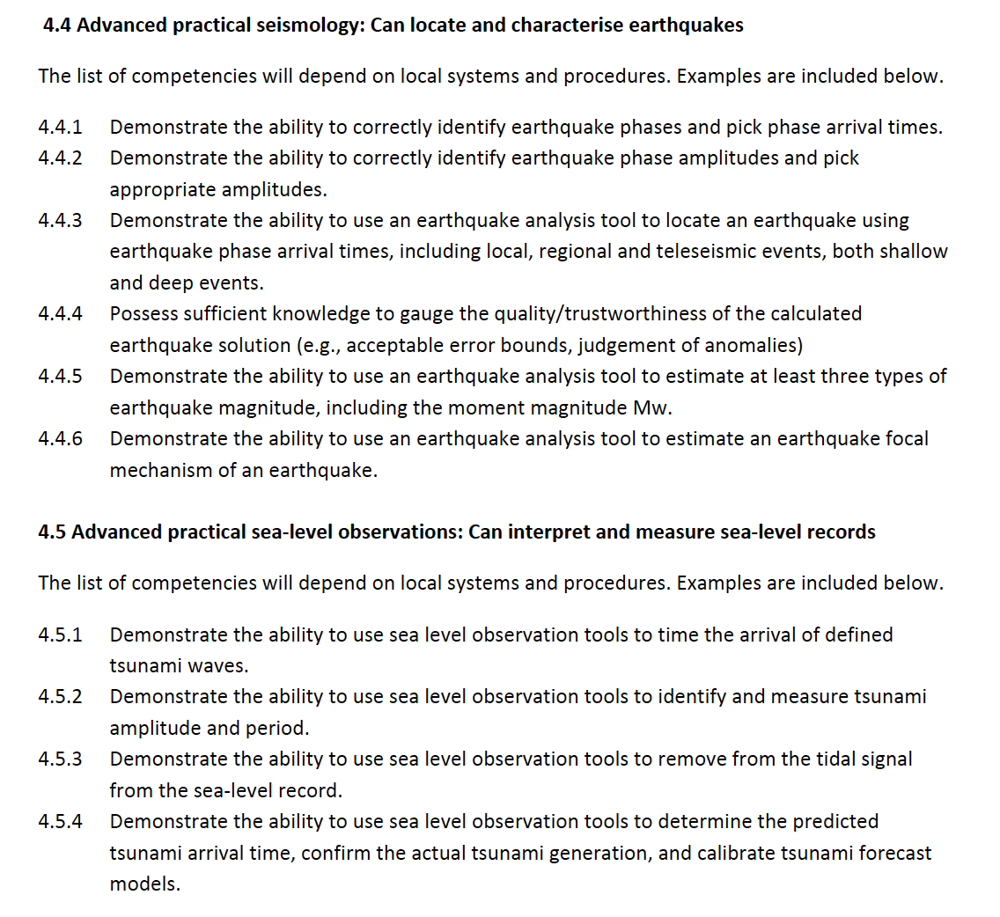 4.4 Advanced practical seismology: Can locate and characterise earthquakes
The list of competencies will depend on local systems and procedures. Examples are included below.
4.4.1 Demonstrate the ability to correctly identify earthquake phases and pick phase arrival times.
4.4.2 Demonstrate the ability to correctly identify earthquake phase amplitudes and pick
appropriate amplitudes.
4.4.3 Demonstrate the ability to use an earthquake analysis tool to locate an earthquake using
earthquake phase arrival times, including local, regional and teleseismic events, both shallow
and deep events.
4.4.4 Possess sufficient knowledge to gauge the quality/trustworthiness of the calculated
earthquake solution (e.g., acceptable error bounds, judgement of anomalies)
4.4.5 Demonstrate the ability to use an earthquake analysis tool to estimate at least three types of
earthquake magnitude, including the moment magnitude Mw.
4.4.6 Demonstrate the ability to use an earthquake analysis tool to estimate an earthquake focal
mechanism of an earthquake.
4.5 Advanced practical sea-level observations: Can interpret and measure sea-level records
The list of competencies will depend on local systems and procedures. Examples are included below.
4.5.1 Demonstrate the ability to use sea level observation tools to time the arrival of defined
tsunami waves.
4.5.2 Demonstrate the ability to use sea level observation tools to identify and measure tsunami
amplitude and period.
4.5.3 Demonstrate the ability to use sea level observation tools to remove from the tidal signal
from the sea-level record.
4.5.4 Demonstrate the ability to use sea level observation tools to determine the predicted
tsunami arrival time, confirm the actual tsunami generation, and calibrate tsunami forecast
models.